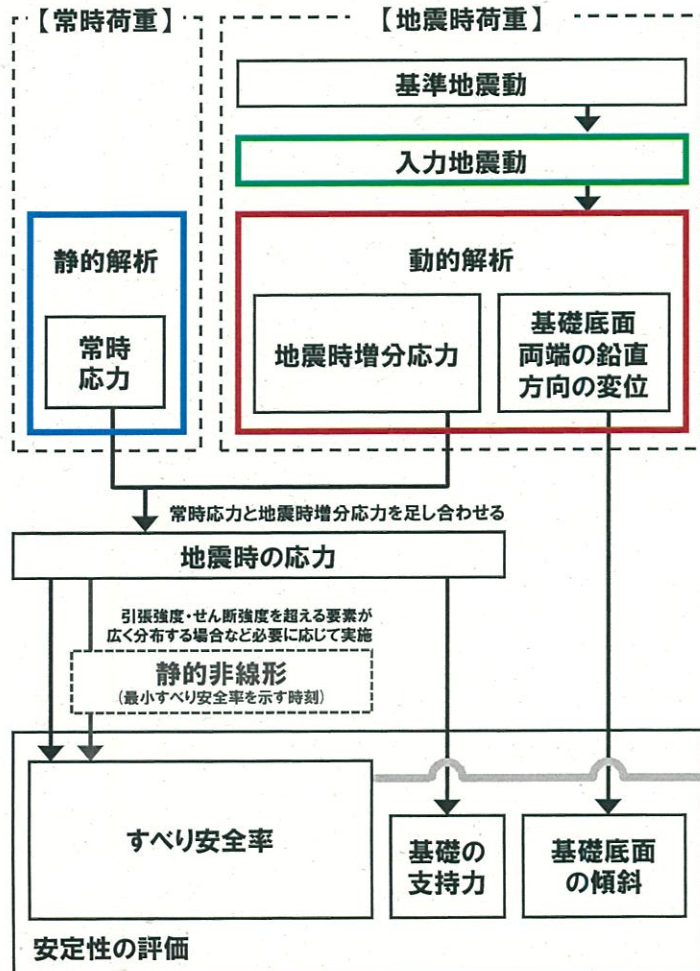 【常時荷重】
【地震時荷重】
基準地震動
入力地震動
静的解析
常時
応力
動的解析
地震時増分応力
基礎底面
両端の鉛直
方向の変位
常時応力と地震時増分応力を足し合わせる
地震時の応力
引張強度・せん断強度を超える要素が
広く分布する場合など必要に応じて実施
静的非線形
(最小すべり安全率を示す時刻)
すべり安全率
基礎の
支持力
基礎底面
の傾斜
安定性の評価